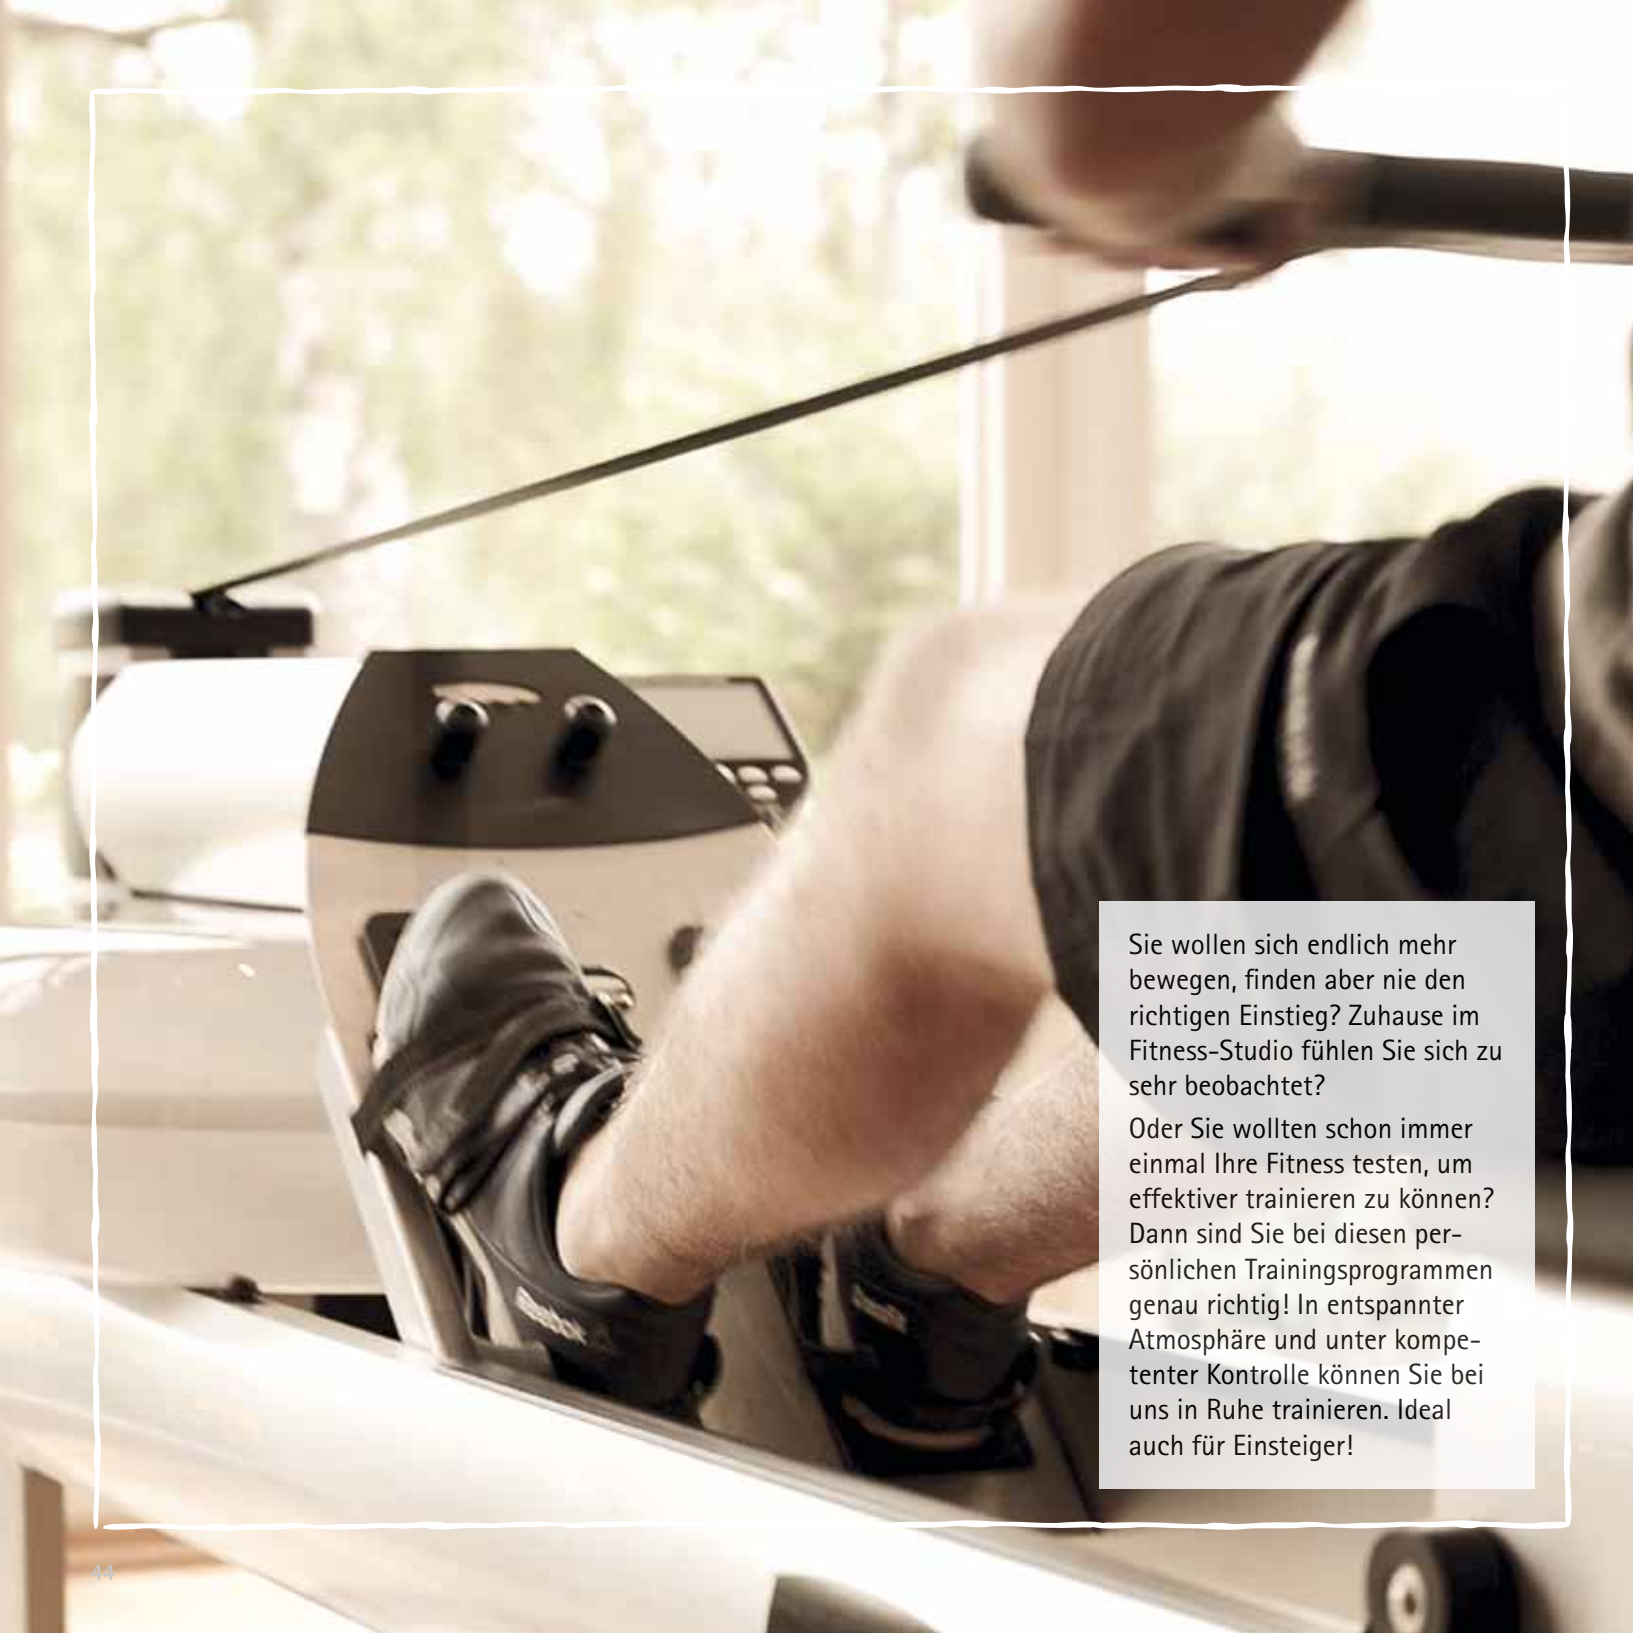 Sie wollen sich endlich mehr
bewegen, finden aber nie den
richtigen Einstieg? Zuhause im
Fitness-Studio fühlen Sie sich zu
sehr beobachtet?
Oder Sie wollten schon immer
einmal Ihre Fitness testen, um
effektiver trainieren zu können?
Dann sind Sie bei diesen per-
sönlichen Trainingsprogrammen
genau richtig! In entspannter
Atmosphäre und unter kompe-
tenter Kontrolle können Sie bei
uns in Ruhe trainieren. Ideal
auch für Einsteiger!
Reebok
44